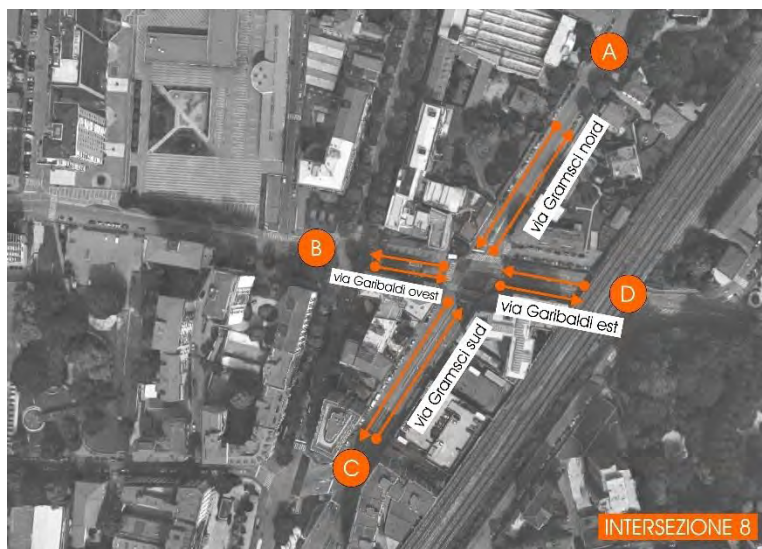 A
via Gramsci nord
B
via Garibaldi ovest
D
via Garibaldi est
via Gramsci sud
C
INTERSEZIONE 8